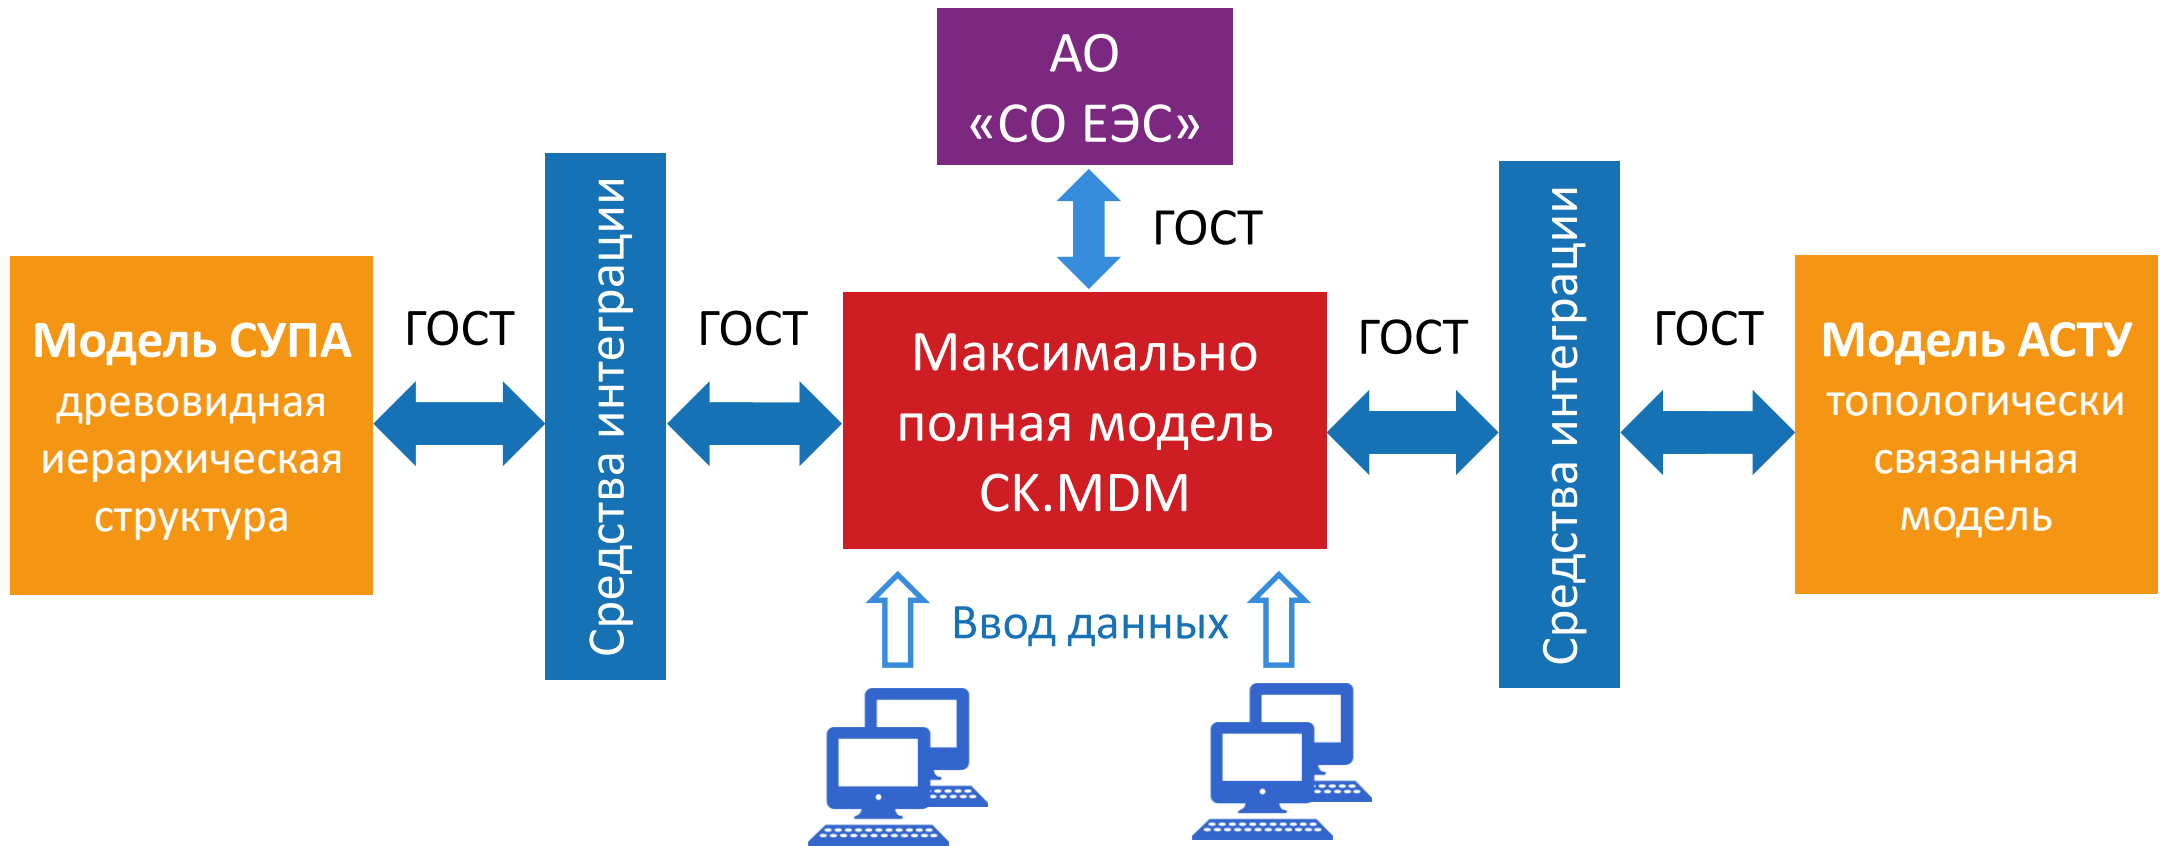 АО
«СО ЕЭС»
ГОСТ
Модель СУПА
древовидная
иерархическая
структура
ГОСТ
Средства интеграции
ГОСТ
Максимально
полная модель
СК.MDM
ГОСТ
Средства интеграции
ГОСТ
Модель АСТУ
топологически
связанная
модель
Ввод данных